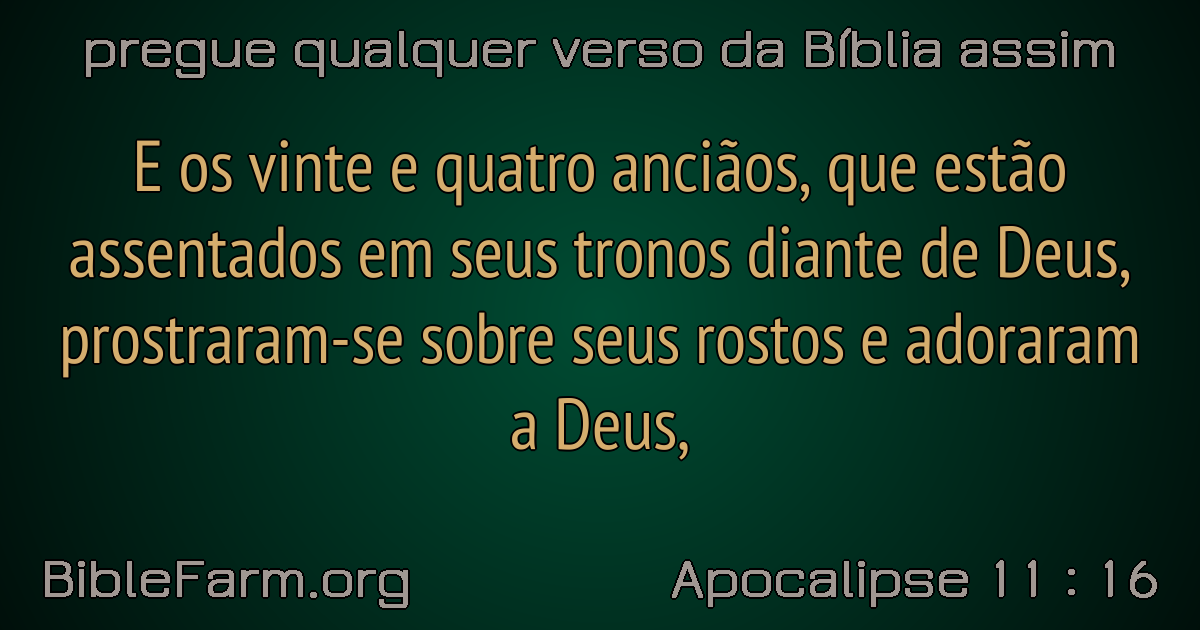 pregue qualquer verso da Bíblia assim
E os vinte e quatro anciãos, que estão
assentados em seus tronos diante de Deus,
prostraram-se sobre seus rostos e adoraram
a Deus,
BibleFarm.org
Apocalipse 11 : 16